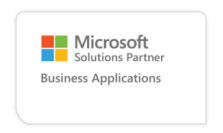 Microsoft
Solutions Partner
Business Applications